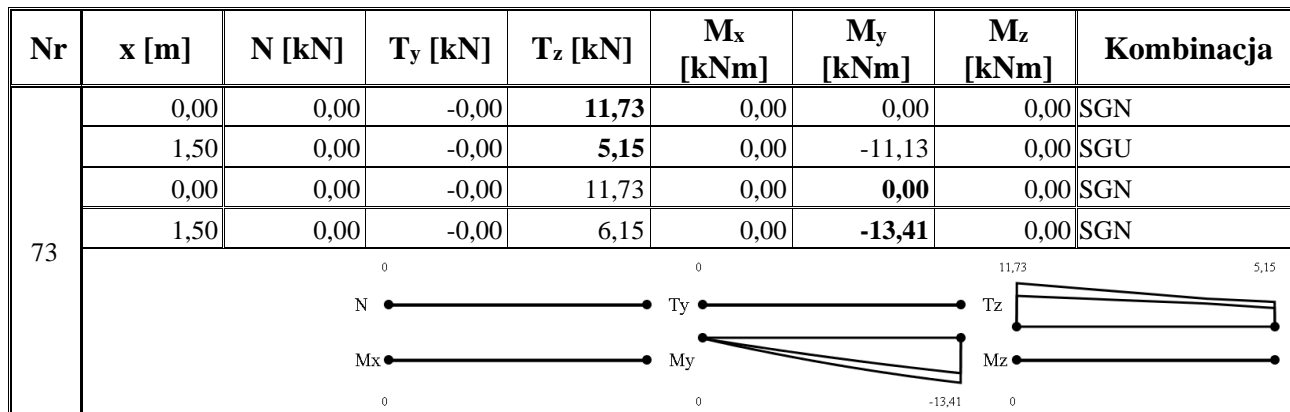 Nr x [m] N [kN] Ty [kN] Tz [kN] Mx [kNm] My [kNm] Mz [kNm] Kombinacja
73
0,00 0,00 -0,00 11,73 0,00 0,00 0,00 SGN
1,50 0,00 -0,00 5,15 0,00 -11,13 0,00 SGU
0,00 0,00 -0,00 11,73 0,00 0,00 0,00 SGN
1,50 0,00 -0,00 6,15 0,00 -13,41 0,00 SGN
0 0 11,73 5,15
N Ty Tz
Mx My Mz
0 0 -13,41 0